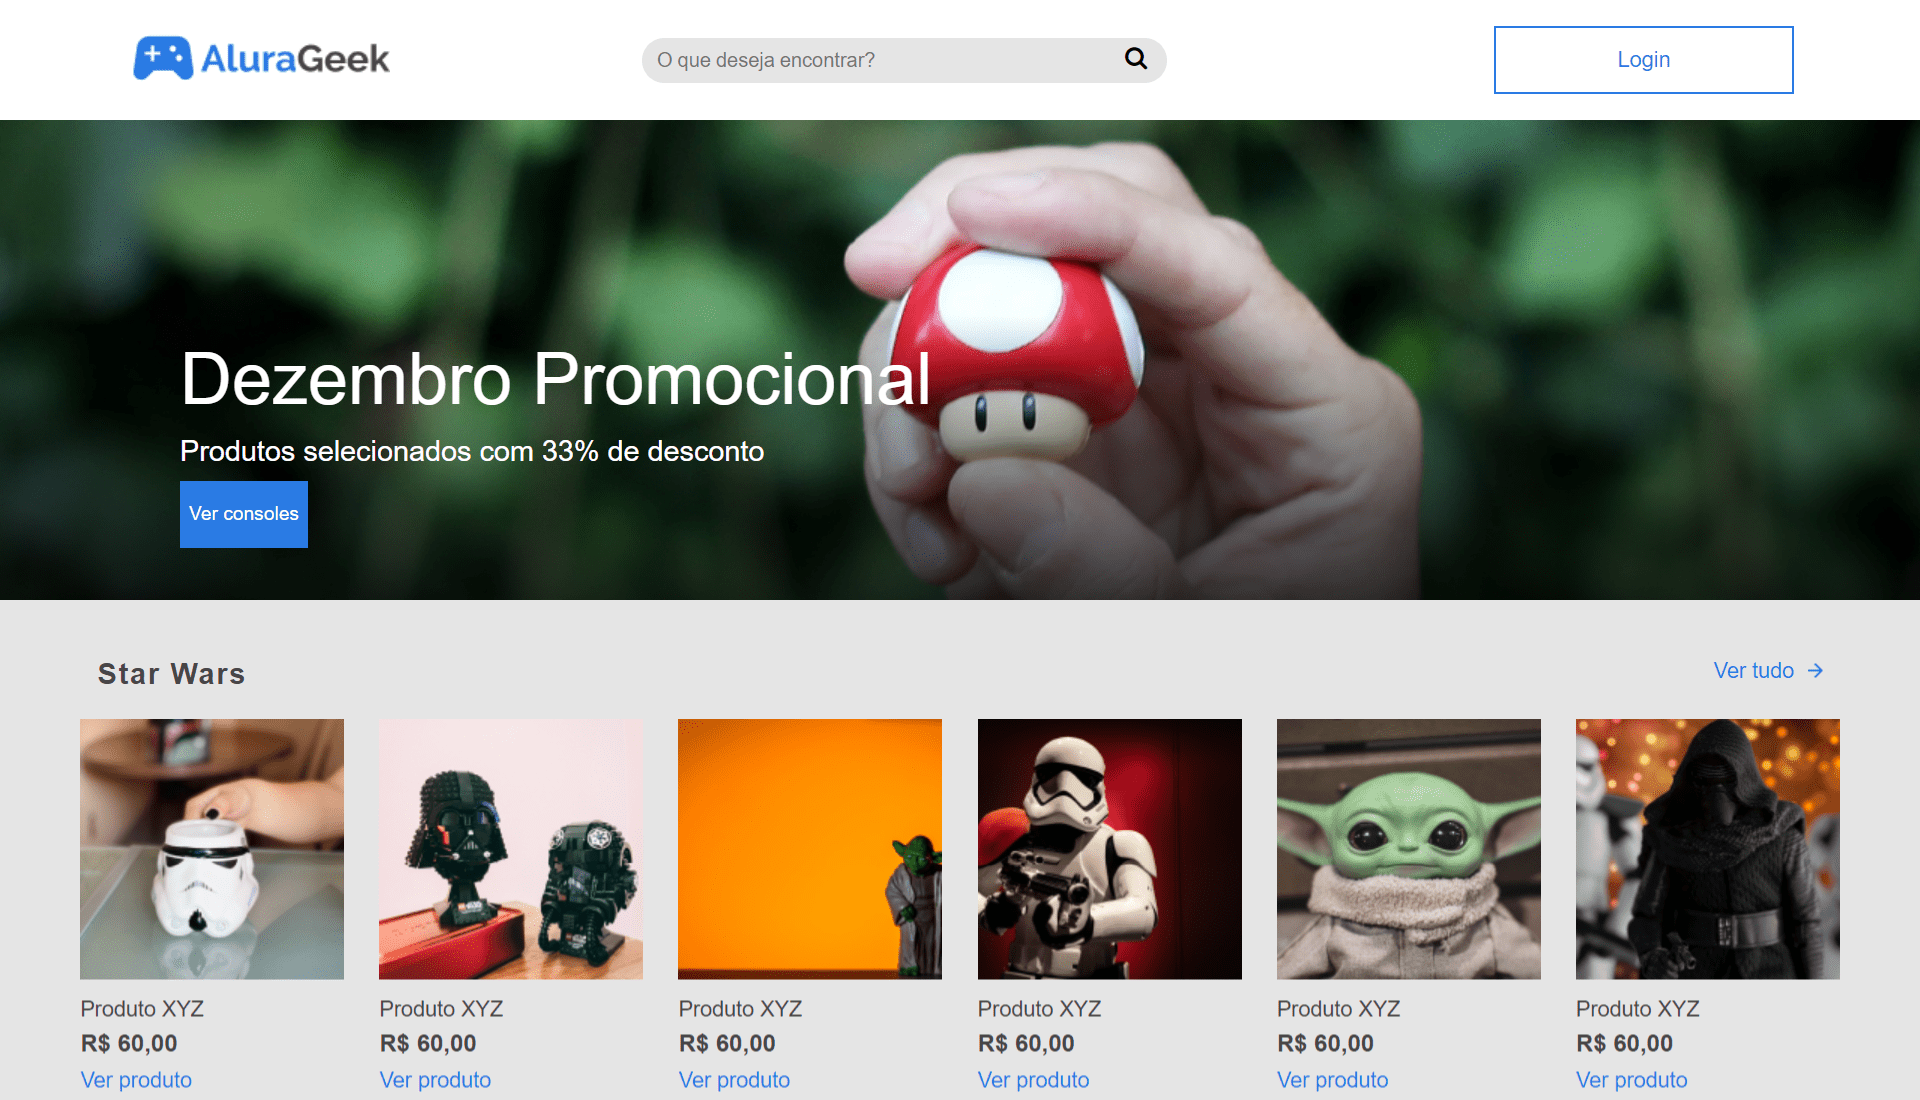 AluraGeek
O que deseja encontrar?
Login
Dezembro Promocional
Produtos selecionados com 33% de desconto
Ver consoles
Star Wars
Ver tudo →
Produto XYZ
R$ 60,00
Ver produto
Produto XYZ
R$ 60,00
Ver produto
Produto XYZ
R$ 60,00
Ver produto
Produto XYZ
R$ 60,00
Ver produto
Produto XYZ
R$ 60,00
Ver produto
Produto XYZ
R$ 60,00
Ver produto